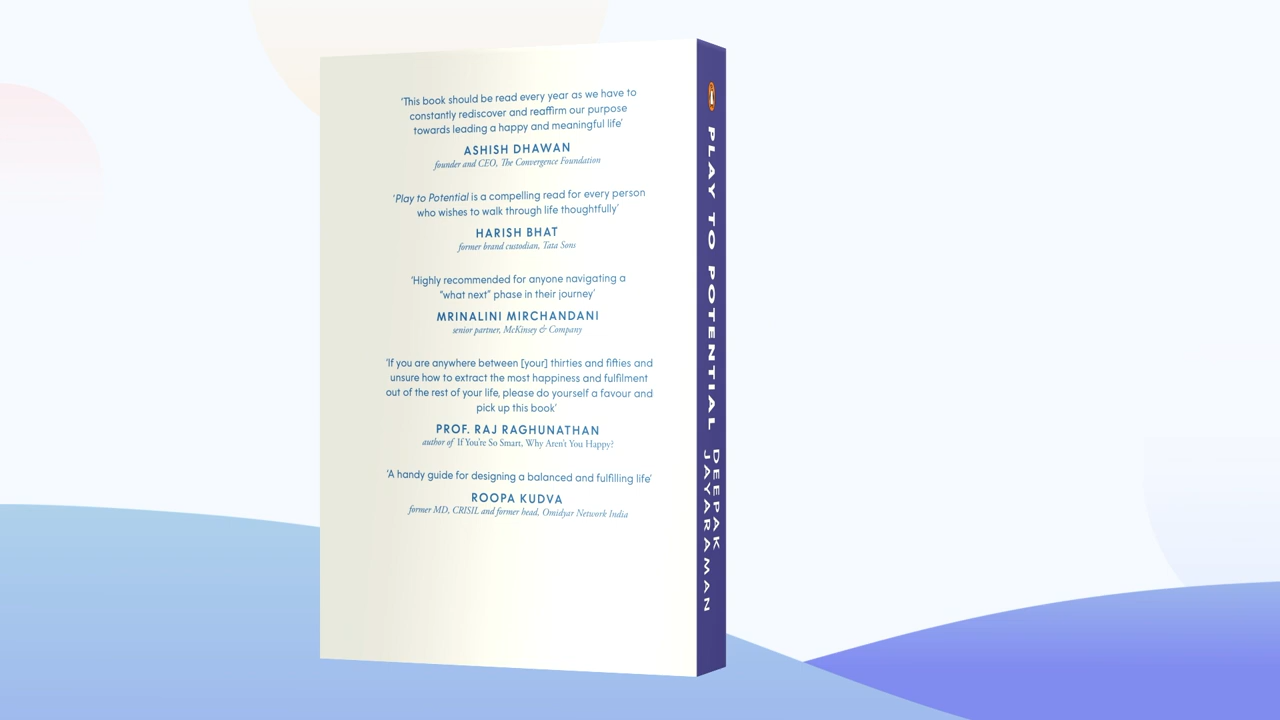 ‘This book should be read every year as we have to
constantly rediscover and reaffirm our purpose
towards leading a happy and meaningful life’
ASHISH DHAWAN
founder and CEO, The Convergence Foundation
‘Play to Potential is a compelling read for every person
who wishes to walk through life thoughtfully’
HARISH BHAT
former brand custodian, Tata Sons
‘Highly recommended for anyone navigating a
“what next” phase in their journey’
MRINALINI MIRCHANDANI
senior partner, McKinsey & Company
‘If you are anywhere between [your] thirties and fifties and
unsure how to extract the most happiness and fulfilment
out of the rest of your life, please do yourself a favour and
pick up this book’
PROF. RAJ RAGHUNATHAN
author of If You're So Smart, Why Aren't You Happy?
‘A handy guide for designing a balanced and fulfilling life’
ROOPA KUDVA
former MD, CRISIL and former head, Omidyar Network India
PLAY TO POTENTIAL
DEEPAK
JAYARAMAN